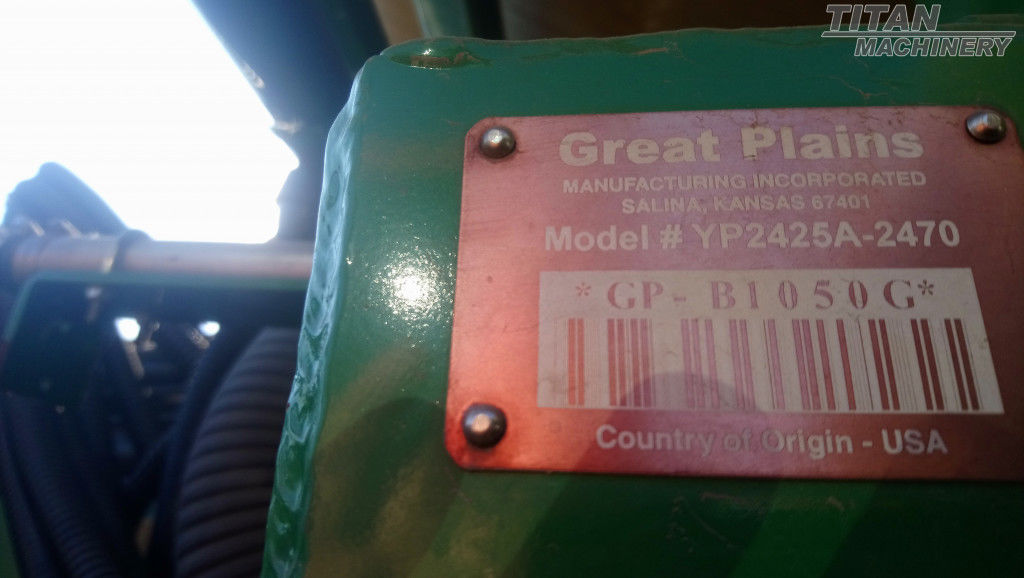 TITAN
MACHINERY
Great Plains
MANUFACTURING INCORPORATED
SALINA, KANSAS 67401
Model # YP2425A-2470
*GP- B1050G*
Country of Origin - USA